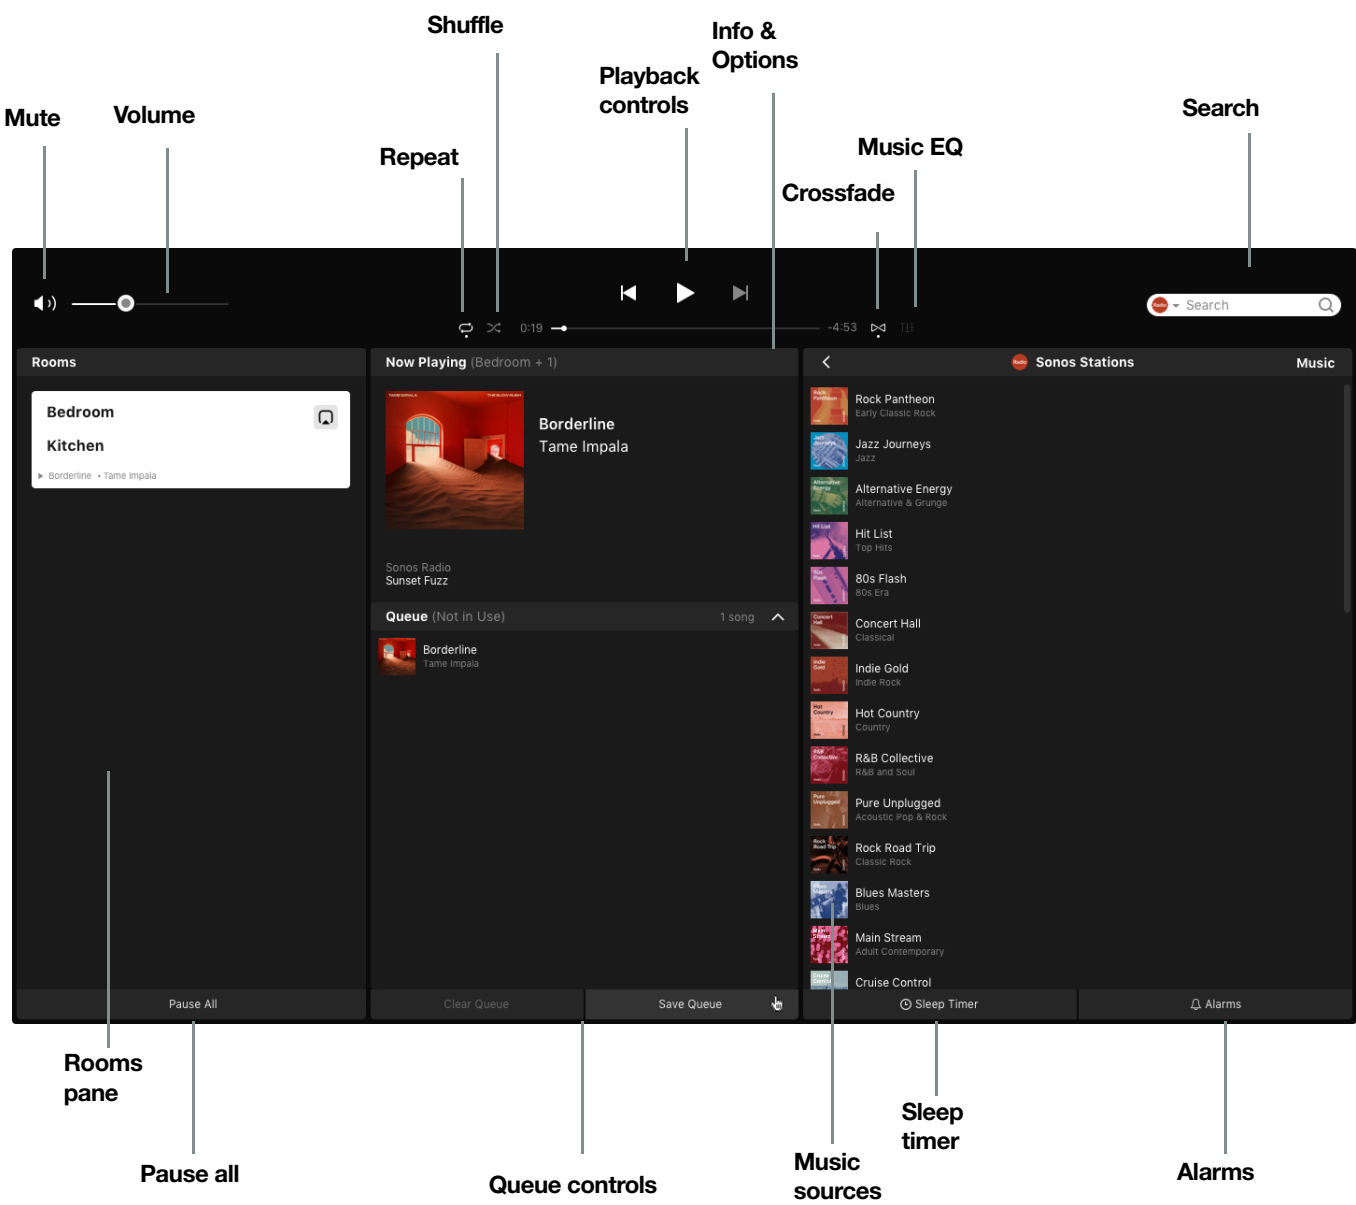 Shuffle
Info &
Options
Playback
controls
Mute
Volume
Search
Repeat
Music EQ
Crossfade
Search
0:19
-4:53
Rooms
Now Playing (Bedroom + 1)
Sonos Stations
Music
Bedroom
Kitchen
Borderline • Tame Impala
TAME IMPALA
THE SLOW RUSH
Borderline
Tame Impala
Sonos Radio
Sunset Fuzz
Queue (Not in Use)
1 song
Borderline
Tame Impala
Rock Pantheon
Early Classic Rock
Jazz Journeys
Jazz
Alternative Energy
Alternative & Grunge
Hit List
Top Hits
80s Flash
80s Era
Concert Hall
Classical
Indie Gold
Indie Rock
Hot Country
Country
R&B Collective
R&B and Soul
Pure Unplugged
Acoustic Pop & Rock
Rock Road Trip
Classic Rock
Blues Masters
Blues
Main Stream
Adult Contemporary
Cruise Control
Pause All
Clear Queue
Save Queue
Sleep Timer
Alarms
Rooms
pane
Sleep
timer
Pause all
Queue controls
Music
sources
Alarms